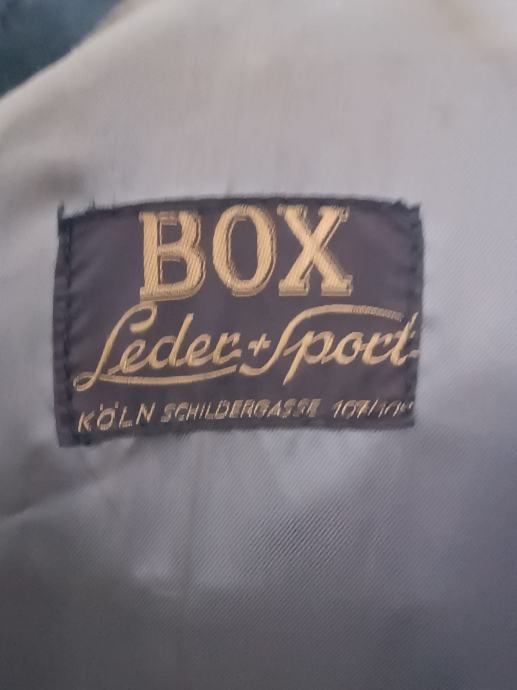 BOX
Leder + Sport
KÖLN SCHILDERGASSE